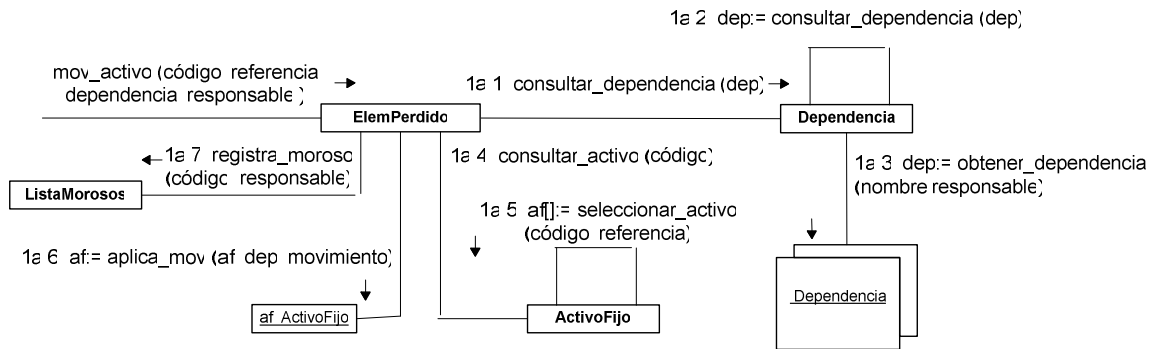 1a 2 dep:= consultar_dependencia (dep)
mov_activo (código referencia
dependencia responsable)
1a 1 consultar_dependencia (dep)
ElemPerdido
Dependencia
1a 7 registra_moroso
(código responsable)
1a 4 consultar_activo (código)
1a 3 dep:= obtener_dependencia
(nombre responsable)
ListaMorosos
1a 5 af[]:= seleccionar_activo
(código referencia)
1a 6 af:= aplica_mov (af dep movimiento)
Dependencia
af ActivoFijo
ActivoFijo